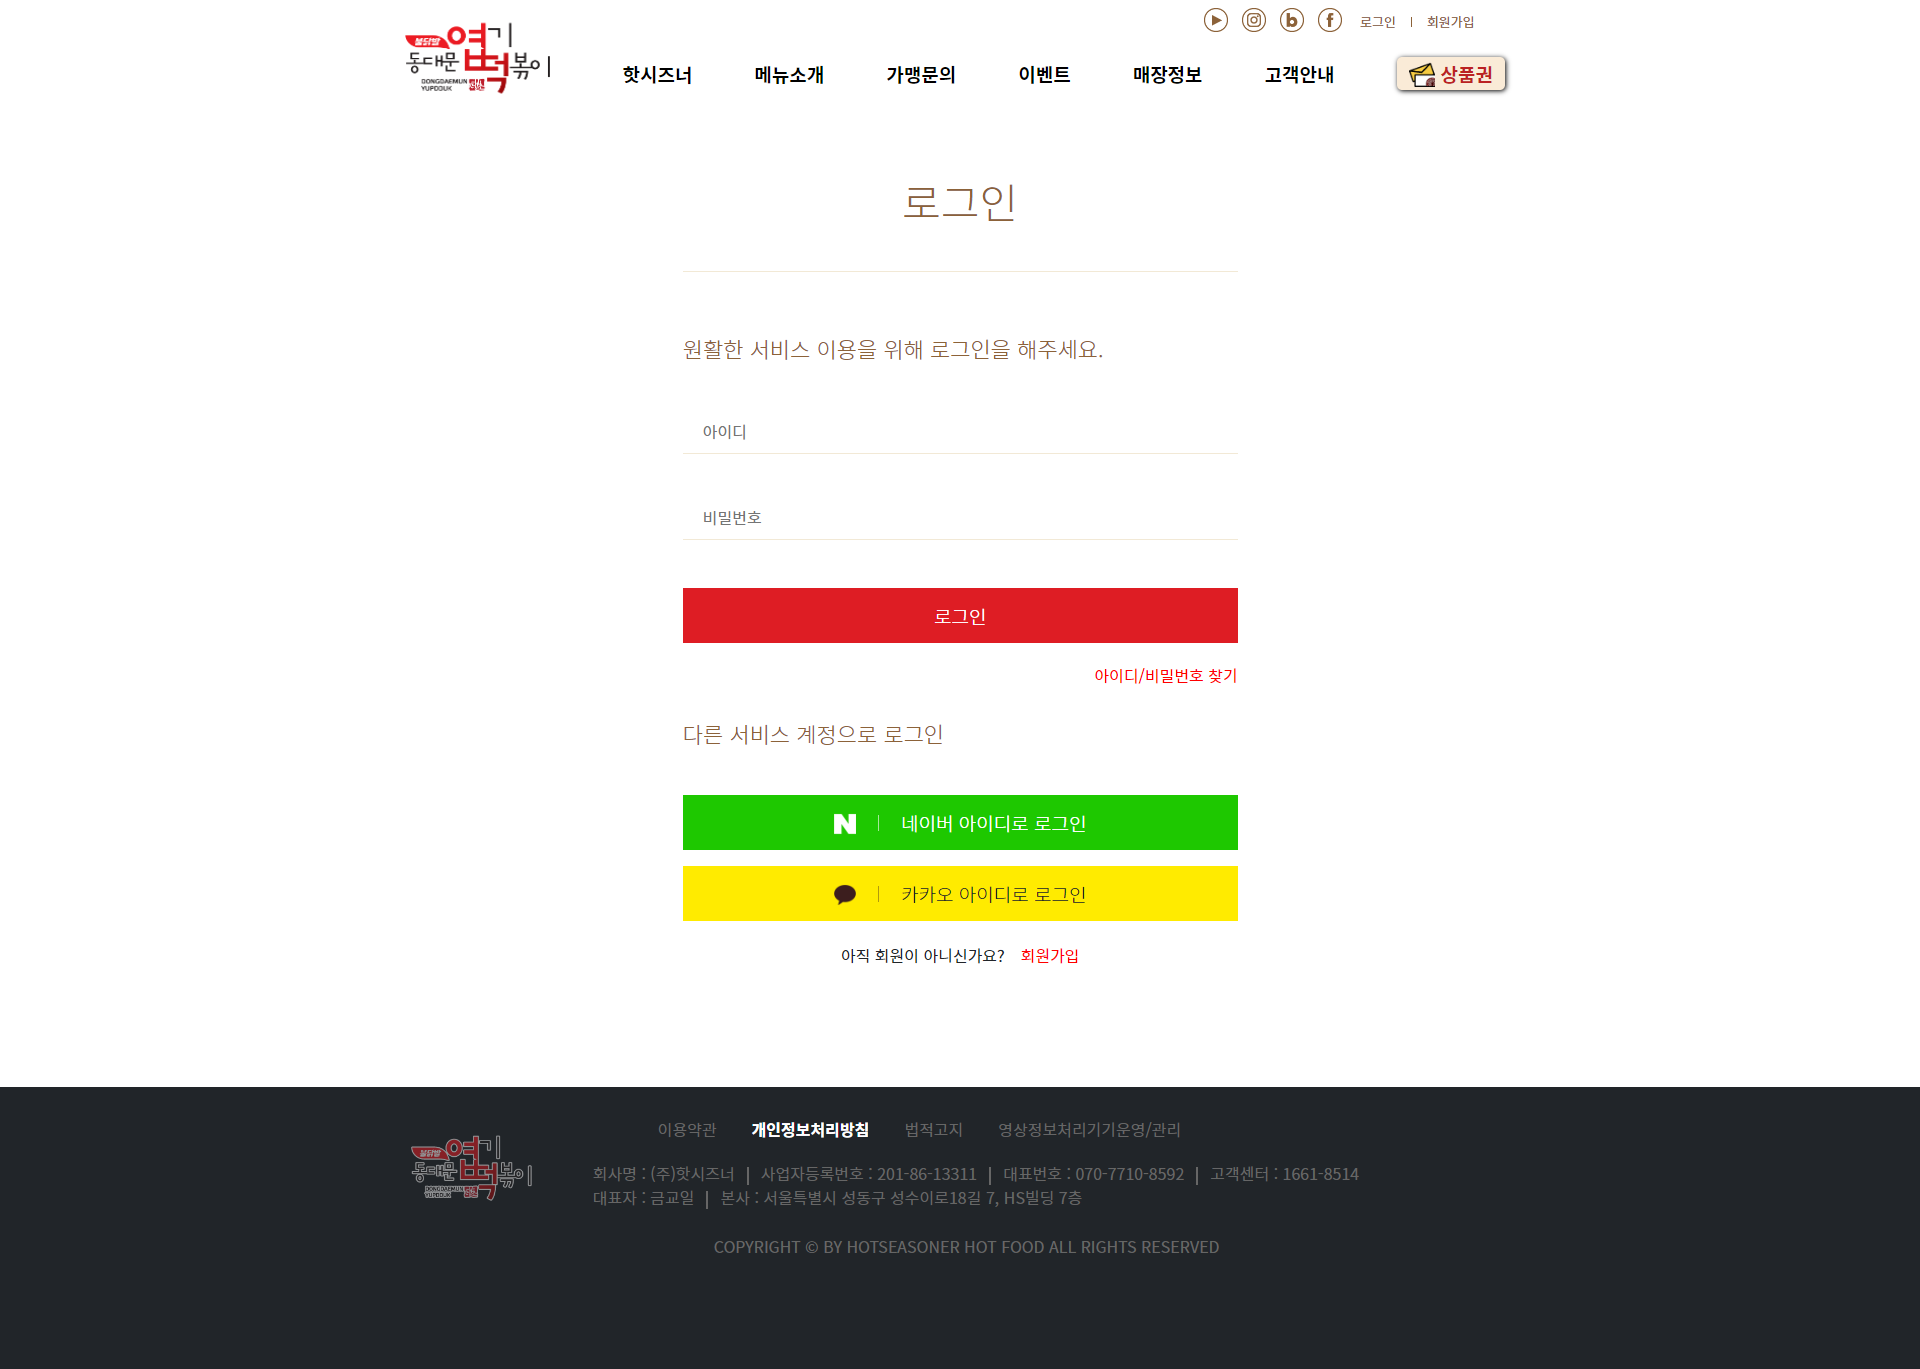 로그인 | 회원가입
불닭발
엽기
동대문 떡볶이
DONGDAEMUN
YUPDDUK
핫시즈너 메뉴소개 가맹문의 이벤트 매장정보 고객안내 상품권
로그인
원활한 서비스 이용을 위해 로그인을 해주세요.
아이디
비밀번호
로그인
아이디/비밀번호 찾기
다른 서비스 계정으로 로그인
N | 네이버 아이디로 로그인
카카오 아이디로 로그인
아직 회원이 아니신가요? 회원가입
불닭발
엽기
동대문 떡볶이
DONGDAEMUN
YUPDDUK
이용약관 개인정보처리방침 법적고지 영상정보처리기기운영/관리
회사명 : (주)핫시즈너 | 사업자등록번호 : 201-86-13311 | 대표번호 : 070-7710-8592 | 고객센터 : 1661-8514
대표자 : 금교일 | 본사 : 서울특별시 성동구 성수이로18길 7, HS빌딩 7층
COPYRIGHT © BY HOTSEASONER HOT FOOD ALL RIGHTS RESERVED